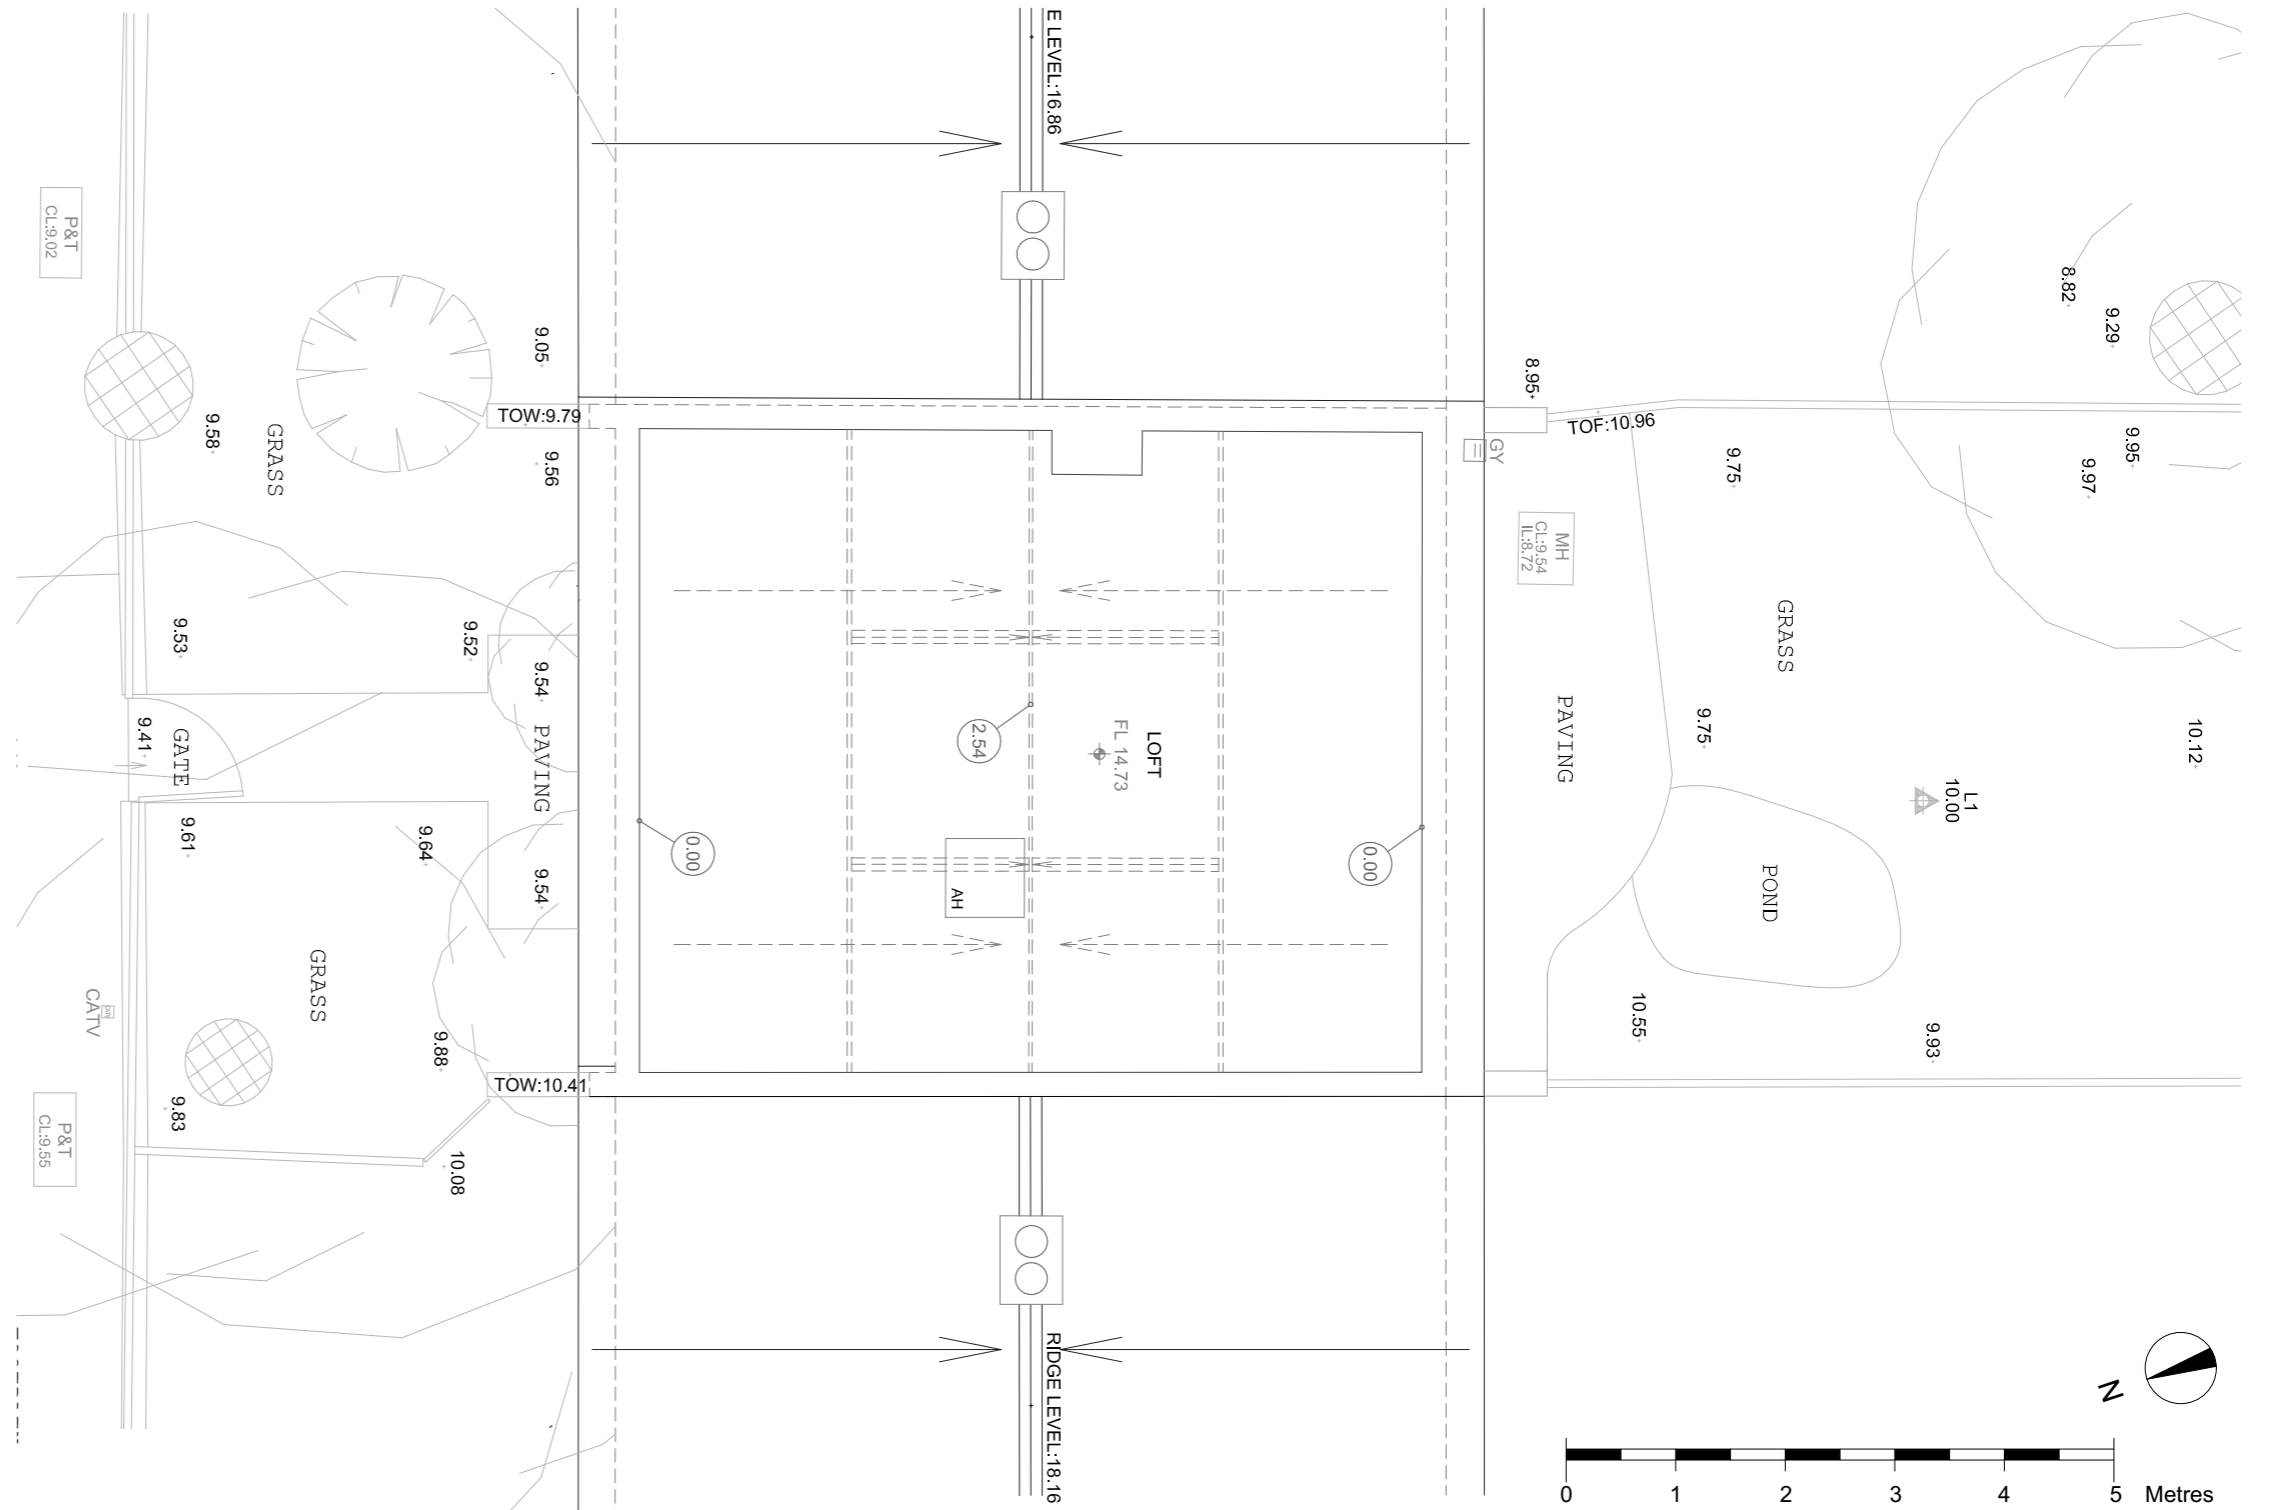 E LEVEL:16.86
P&T
CL:9.02
9.05
8.82
9.29
8.95
TOW:9.79
TOF:10.96
9.58
GRASS
9.56
GY
9.75
9.95
9.97
MH
CL:9.54
IL:8.72
9.53
9.52
9.54
GRASS
PAVING
9.41
GATE
PAVING
2.54
LOFT
FL 14.73
9.75
10.12
L1
10.00
9.61
9.64
9.54
0.00
0.00
AH
POND
GRASS
CATV
9.88
10.55
9.93
TOW:10.41
9.83
P&T
CL:9.55
10.08
RIDGE LEVEL:18.16
N
0 1 2 3 4 5 Metres